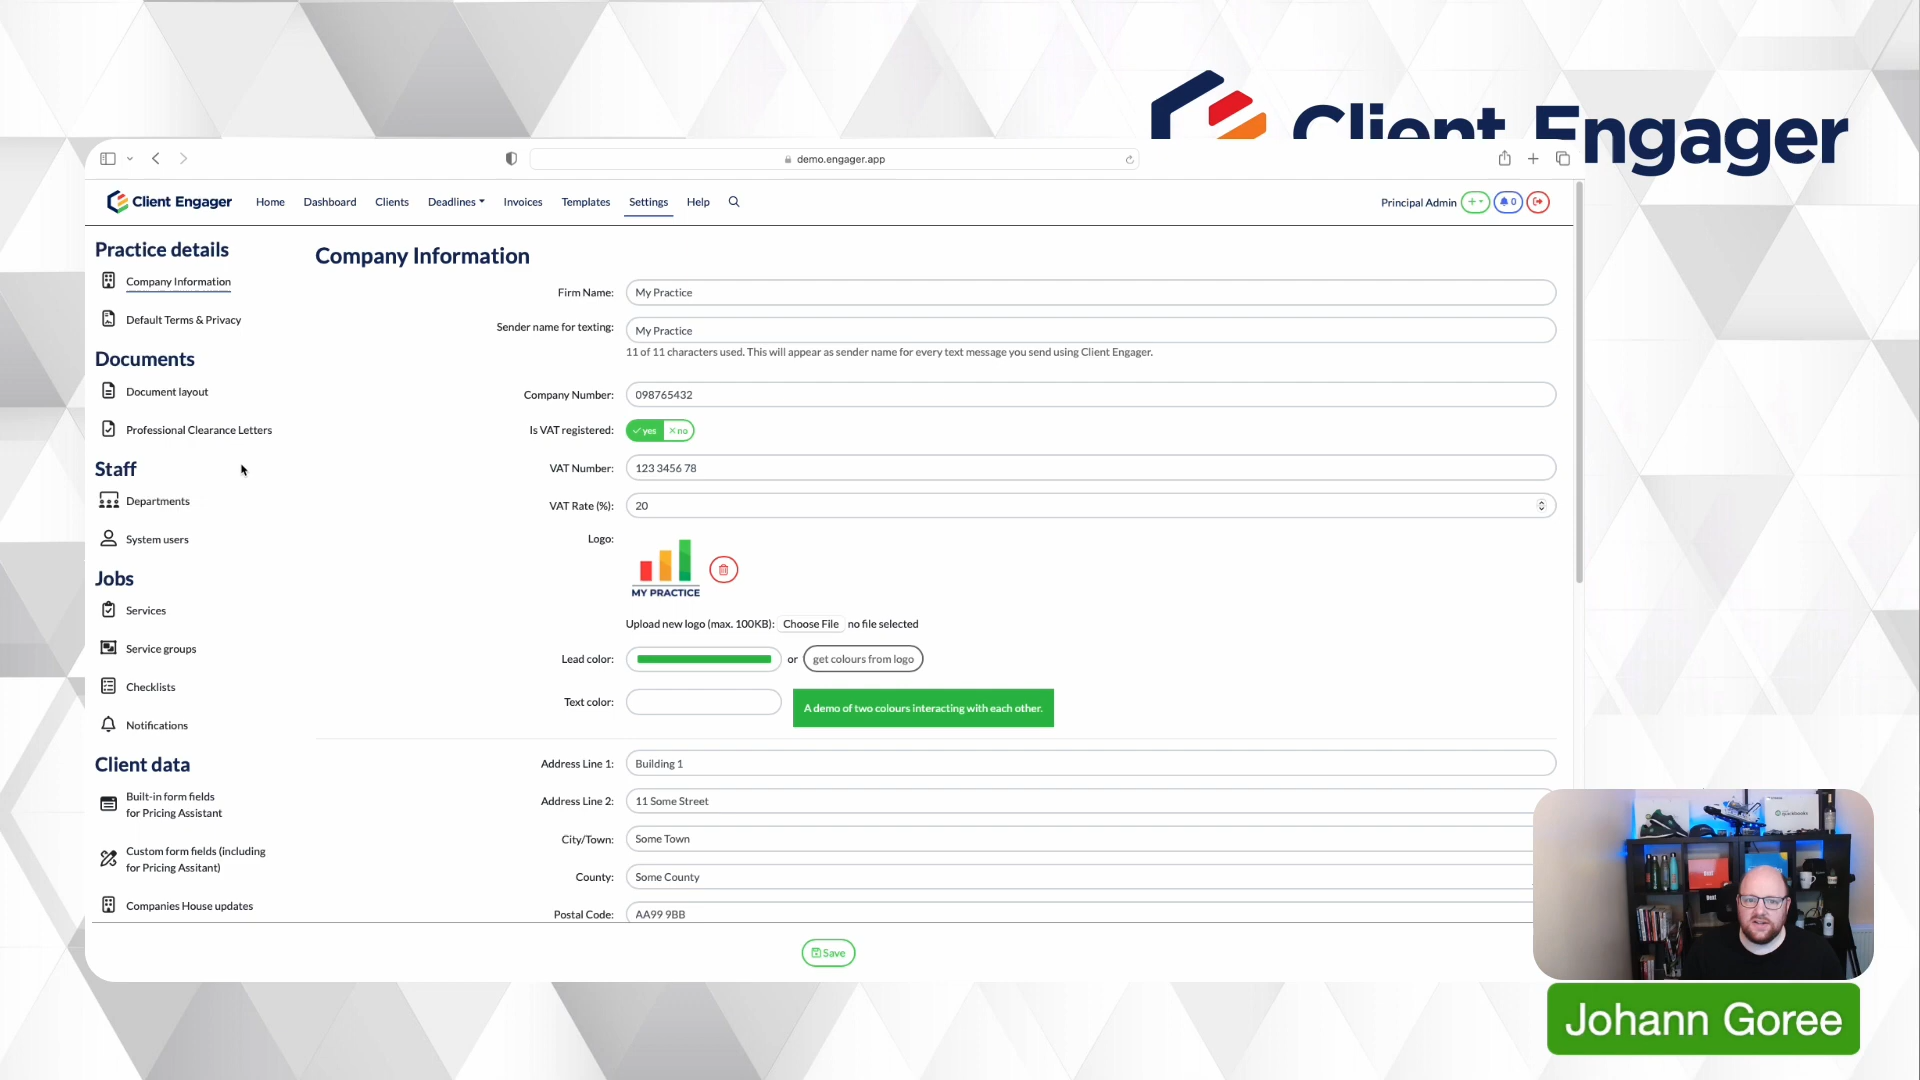 Client Engager
demo.engager.app
Client Engager
Home
Dashboard
Clients
Deadlines
Invoices
Templates
Settings
Help
Principal Admin
0
Practice details
Company Information
Default Terms & Privacy
Documents
Document layout
Professional Clearance Letters
Staff
Departments
System users
Jobs
Services
Service groups
Checklists
Notifications
Client data
Built-in form fields
for Pricing Assistant
Custom form fields (including
for Pricing Assitant)
Companies House updates
Company Information
Firm Name: My Practice
Sender name for texting: My Practice
11 of 11 characters used. This will appear as sender name for every text message you send using Client Engager.
Company Number: 098765432
Is VAT registered: yes no
VAT Number: 123 3456 78
VAT Rate (%): 20
Logo:
MY PRACTICE
Upload new logo (max. 100KB): Choose File no file selected
Lead color: or get colours from logo
Text color: A demo of two colours interacting with each other.
Address Line 1: Building 1
Address Line 2: 11 Some Street
City/Town: Some Town
County: Some County
Postal Code: AA99 9BB
Save
Johann Goree